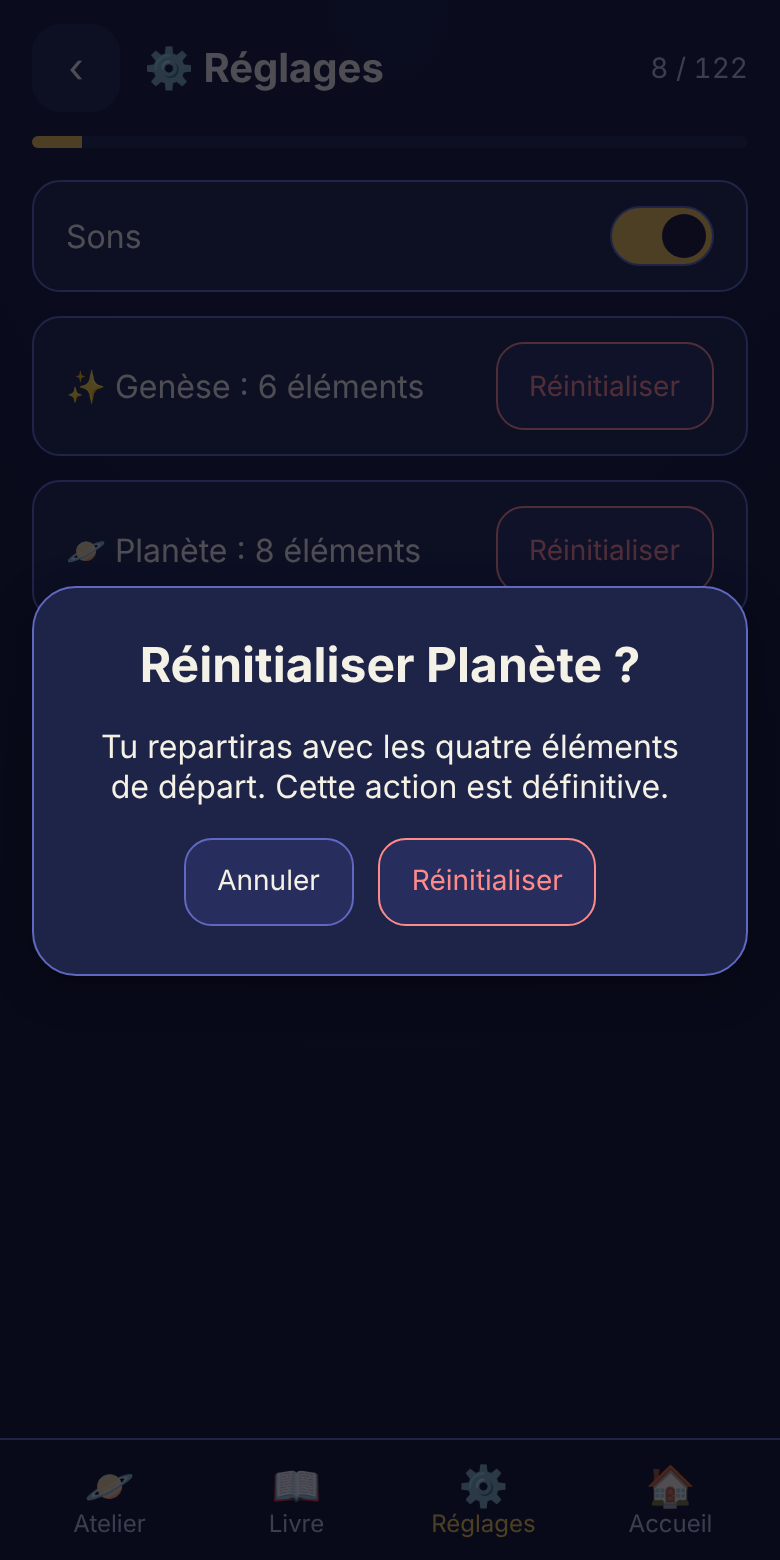 Réglages
8 / 122
Sons
Genèse : 6 éléments
Réinitialiser
Planète : 8 éléments
Réinitialiser
Réinitialiser Planète ?
Tu repartiras avec les quatre éléments
de départ. Cette action est définitive.
Annuler
Réinitialiser
Atelier
Livre
Réglages
Accueil